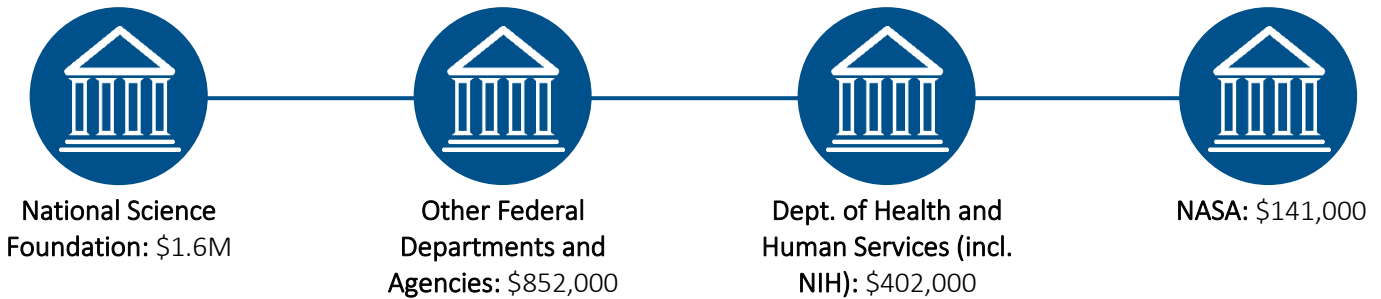 National Science
Foundation: $1.6M
Other Federal
Departments and
Agencies: $852,000
Dept. of Health and
Human Services (incl.
NIH): $402,000
NASA: $141,000